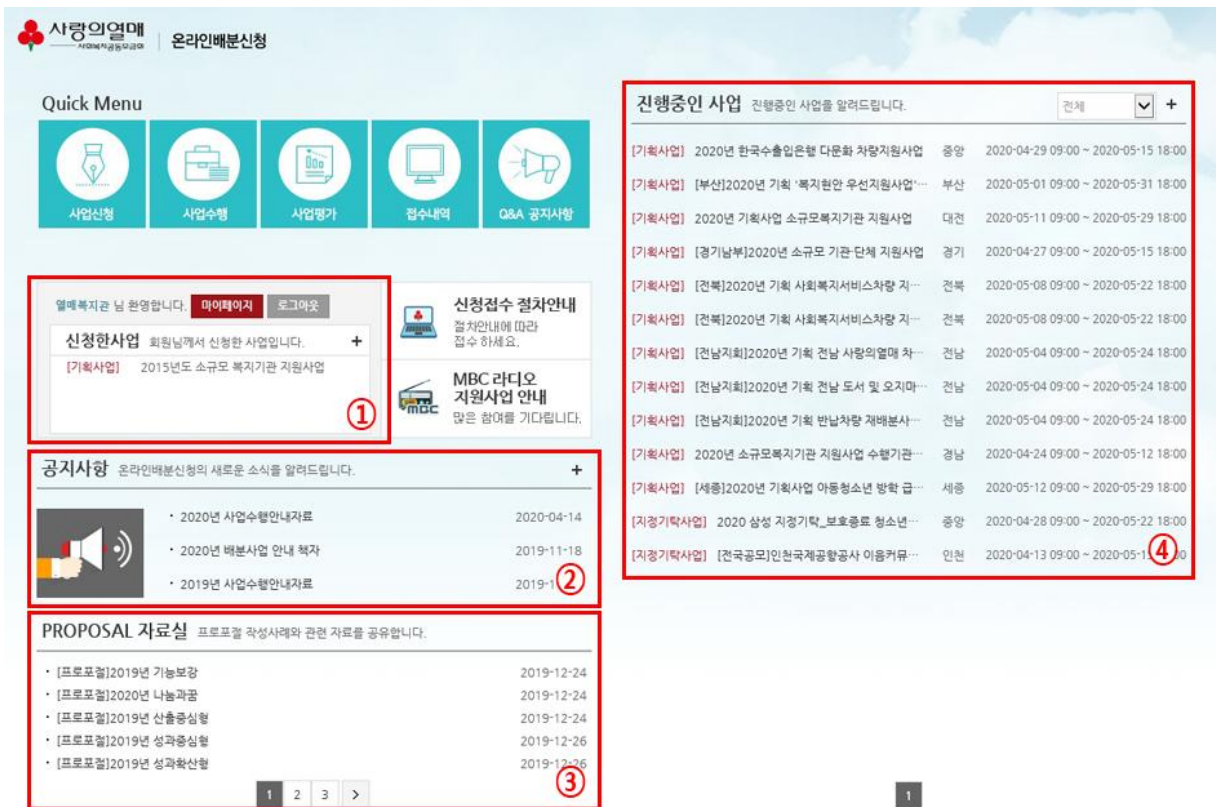 사랑의열매
사회복지공동모금회
온라인배분신청
Quick Menu
사업신청
사업수행
사업평가
접수내역
Q&A 공지사항
열매복지관 님 환영합니다. 마이페이지 로그아웃
신청한사업 회원님께서 신청한 사업입니다. +
[기획사업] 2015년도 소규모 복지기관 지원사업
①
신청접수 절차안내
절차안내에 따라
접수 하세요.
MBC 라디오
지원사업 안내
많은 참여를 기다립니다.
mbc
공지사항 온라인배분신청의 새로운 소식을 알려드립니다. +
· 2020년 사업수행안내자료 2020-04-14
· 2020년 배분사업 안내 책자 2019-11-18
· 2019년 사업수행안내자료 2019-1
②
PROPOSAL 자료실 프로포절 작성사례와 관련 자료를 공유합니다.
· [프로포절]2019년 기능보강 2019-12-24
· [프로포절]2020년 나눔과꿈 2019-12-24
· [프로포절]2019년 산출중심형 2019-12-24
· [프로포절]2019년 성과중심형 2019-12-26
· [프로포절]2019년 성과확산형 2019-12-26
1 2 3 >
③
진행중인 사업 진행중인 사업을 알려드립니다. 전체 +
[기획사업] 2020년 한국수출입은행 다문화 차량지원사업 중앙 2020-04-29 09:00 ~ 2020-05-15 18:00
[기획사업] [부산]2020년 기획 '복지현안 우선지원사업'… 부산 2020-05-01 09:00 ~ 2020-05-31 18:00
[기획사업] 2020년 기획사업 소규모복지기관 지원사업 대전 2020-05-11 09:00 ~ 2020-05-29 18:00
[기획사업] [경기남부]2020년 소규모 기관·단체 지원사업 경기 2020-04-27 09:00 ~ 2020-05-15 18:00
[기획사업] [전북]2020년 기획 사회복지서비스차량 지… 전북 2020-05-08 09:00 ~ 2020-05-22 18:00
[기획사업] [전북]2020년 기획 사회복지서비스차량 지… 전북 2020-05-08 09:00 ~ 2020-05-22 18:00
[기획사업] [전남지회]2020년 기획 전남 사랑의열매 차… 전남 2020-05-04 09:00 ~ 2020-05-24 18:00
[기획사업] [전남지회]2020년 기획 전남 도서 및 오지마… 전남 2020-05-04 09:00 ~ 2020-05-24 18:00
[기획사업] [전남지회]2020년 기획 반납차량 재배분사… 전남 2020-05-04 09:00 ~ 2020-05-24 18:00
[기획사업] 2020년 소규모복지기관 지원사업 수행기관… 경남 2020-04-24 09:00 ~ 2020-05-12 18:00
[기획사업] [세종]2020년 기획사업 아동청소년 방학 급… 세종 2020-05-12 09:00 ~ 2020-05-29 18:00
[지정기탁사업] 2020 삼성 지정기탁_보호종료 청소년… 중앙 2020-04-28 09:00 ~ 2020-05-22 18:00
[지정기탁사업] [전국공모]인천국제공항공사 이음커뮤… 인천 2020-04-13 09:00 ~ 2020-05-1
④
1